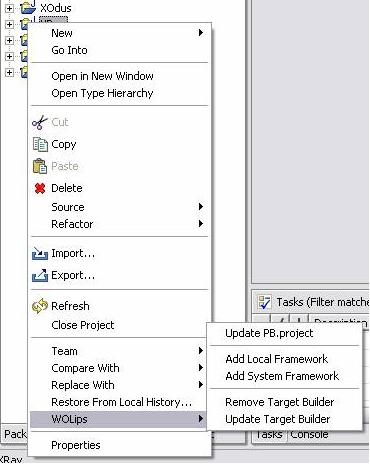 XOdus
New
Go Into
Open in New Window
Open Type Hierarchy
Cut
Copy
Paste
Delete
Source
Refactor
Import...
Export...
Refresh
Close Project
Team
Compare With
Replace With
Restore From Local History...
WOLips
Properties
Tasks (Filter matche
Description
Update PB.project
Add Local Framework
Add System Framework
Remove Target Builder
Update Target Builder
Pack
Tasks Console
XRay